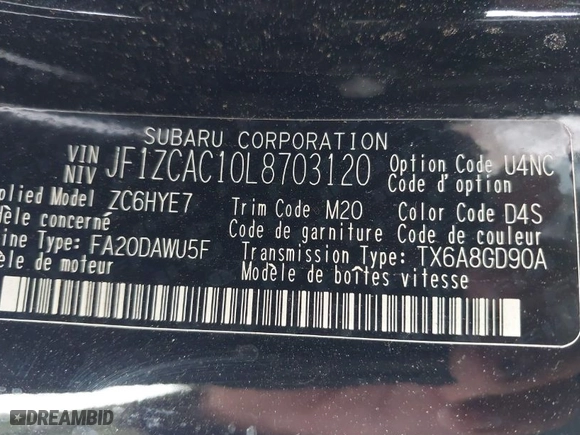 SUBARU CORPORATION
VIN JF1ZCAC10L8703120 Option Code U4NC
NIV Code d'option
pplied Model ZC6HYE7 Trim Code M20 Color Code D4S
dèle concerné Code de garniture Code de couleur
ine Type: FA20DAWU5F Transmission Type: TX6A8GD90A
èle de moteur Modèle de boîtes vitesse
DREAMBID